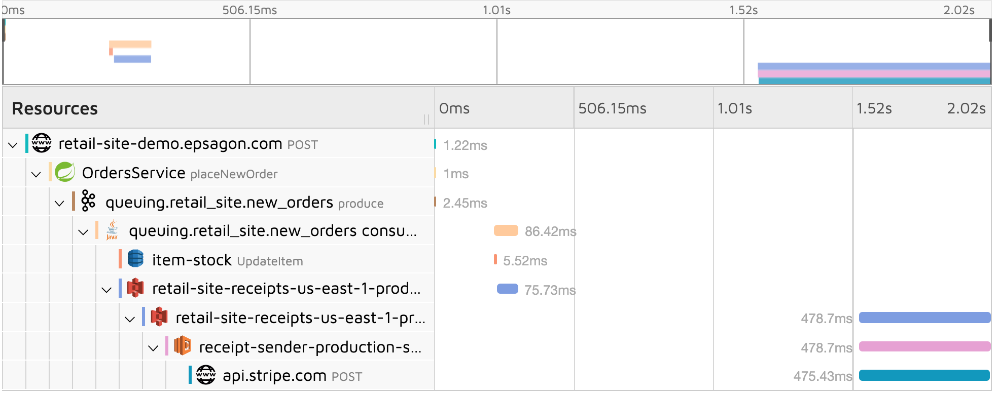 0ms 506.15ms 1.01s 1.52s 2.02s
Resources 0ms 506.15ms 1.01s 1.52s 2.02s
www retail-site-demo.epsagon.com POST 1.22ms
OrdersService placeNewOrder 1ms
queuing.retail_site.new_orders produce 2.45ms
Java queuing.retail_site.new_orders consu... 86.42ms
item-stock UpdateItem 5.52ms
retail-site-receipts-us-east-1-prod... 75.73ms
retail-site-receipts-us-east-1-pr... 478.7ms
receipt-sender-production-s... 478.7ms
www api.stripe.com POST 475.43ms